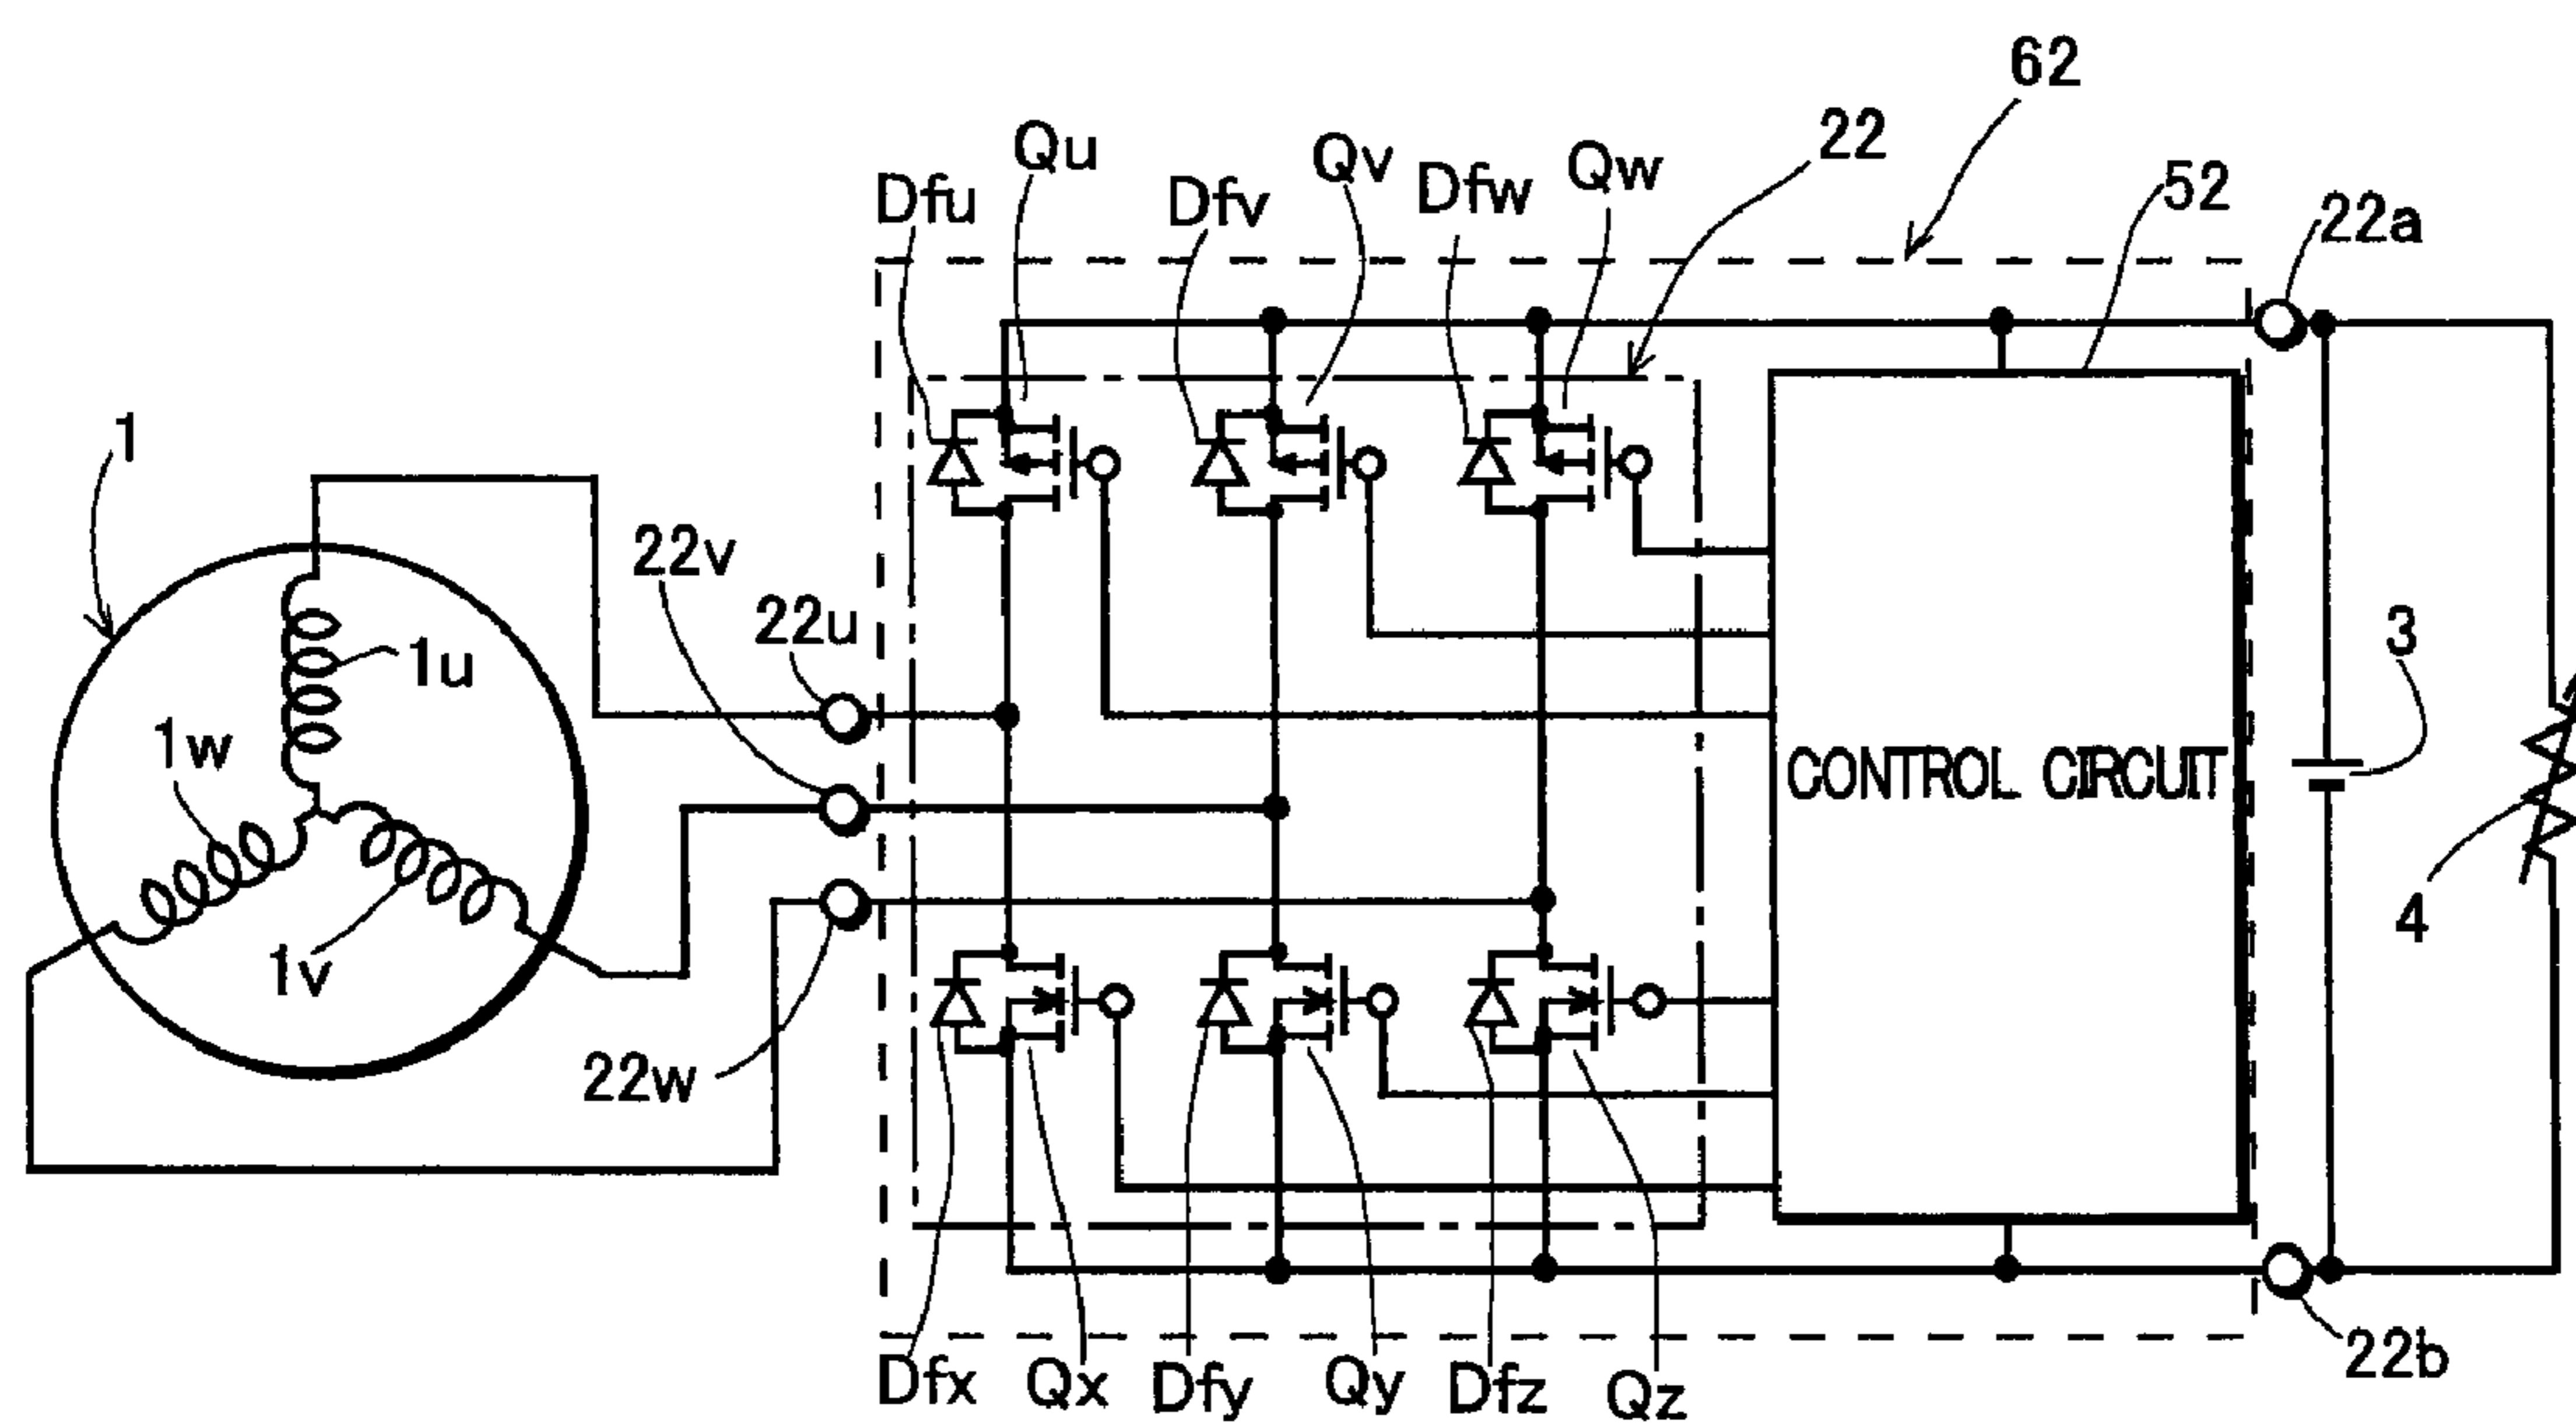 62
Qu
Qv
Qw
22
Dfu
Dfv
Dfw
52
22a
1
22v
22u
1u
3
1w
CONTROL CIRCUIT
4
1v
22w
22b
Dfx
Qx
Dfy
Qy
Dfz
Qz